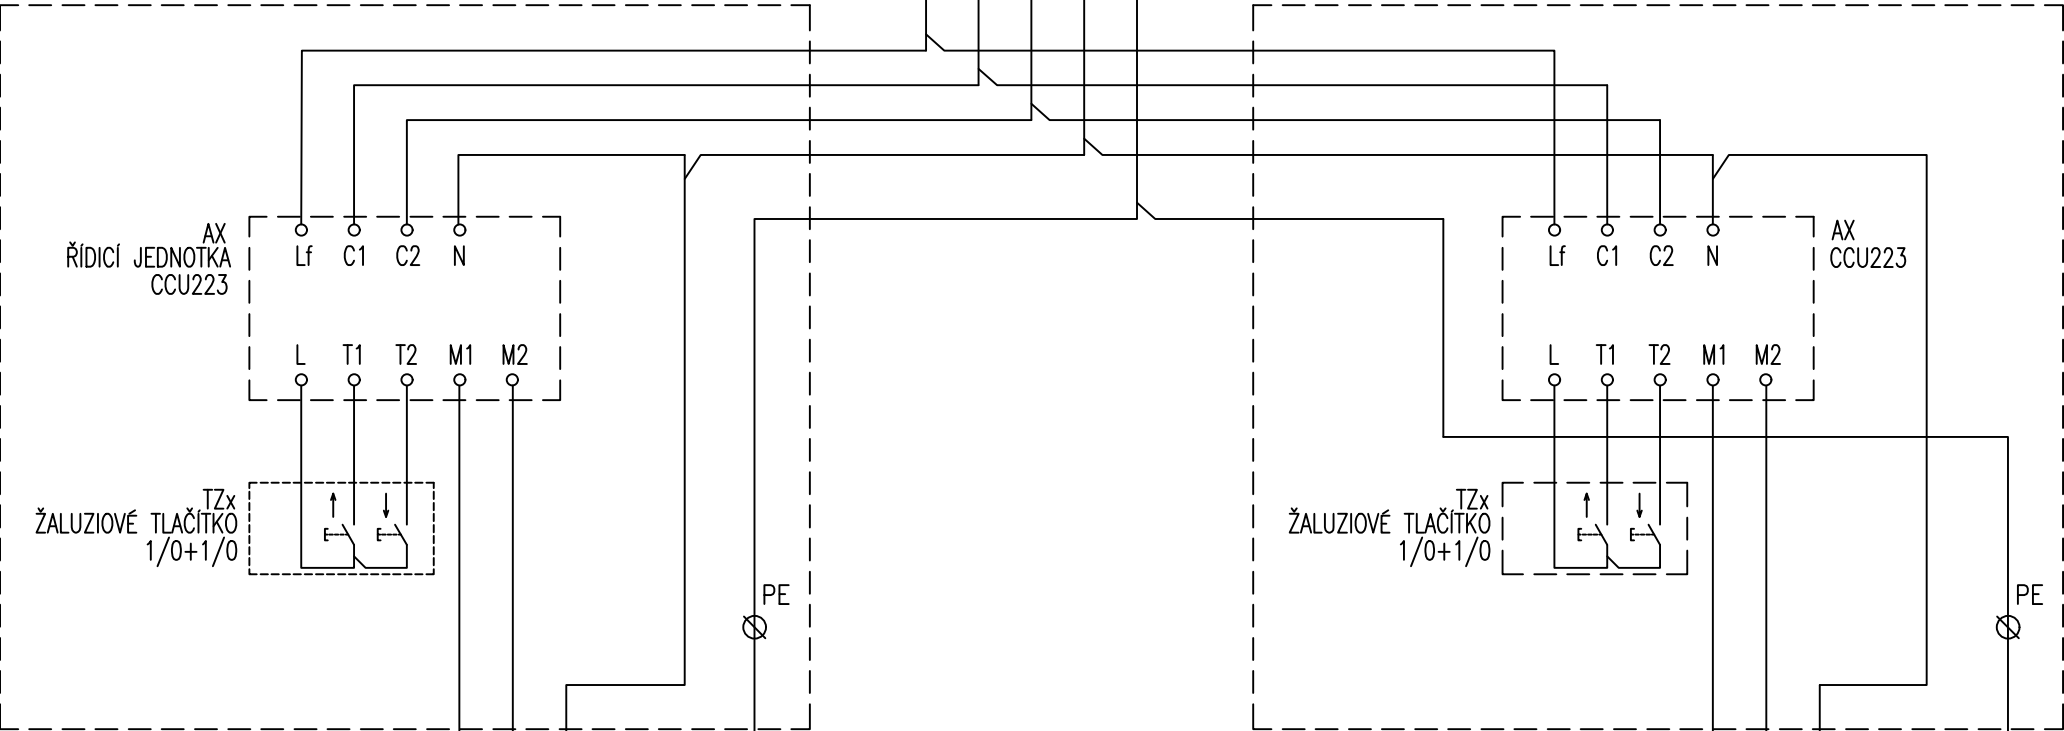 AX
ŘÍDICÍ JEDNOTKA
CCU223
Lf C1 C2 N
L T1 T2 M1 M2
TZx
ŽALUZIOVÉ TLAČÍTKO
1/0+1/0
PE
AX
CCU223
Lf C1 C2 N
L T1 T2 M1 M2
TZx
ŽALUZIOVÉ TLAČÍTKO
1/0+1/0
PE